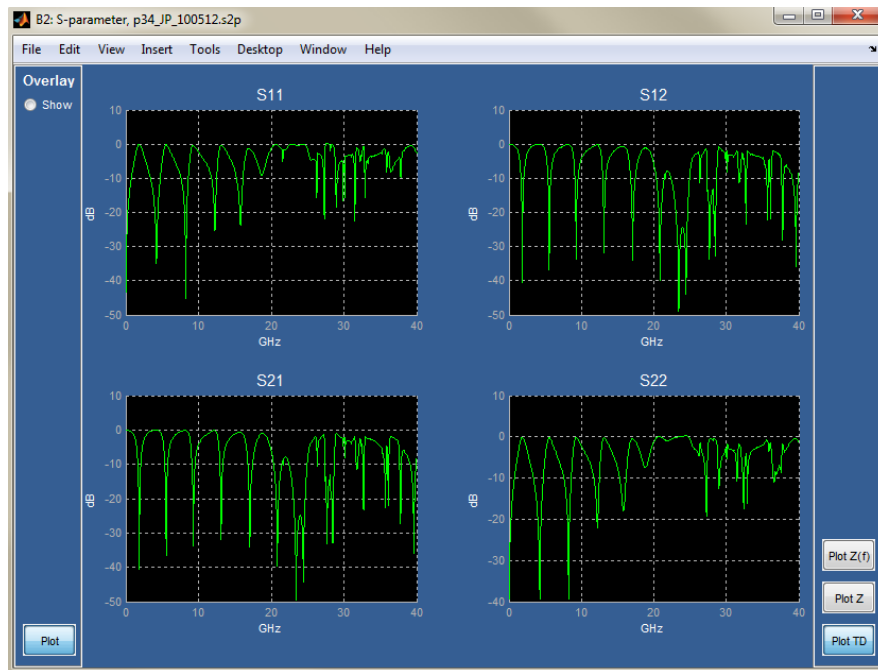 B2: S-parameter, p34_JP_100512.s2p
File Edit View Insert Tools Desktop Window Help
Overlay
Show
S11
10
0
-10
-20
-30
-40
-50
dB
0 10 20 30 40
GHz
S12
10
0
-10
-20
-30
-40
-50
dB
0 10 20 30 40
GHz
S21
10
0
-10
-20
-30
-40
-50
dB
0 10 20 30 40
GHz
S22
10
0
-10
-20
-30
-40
dB
0 10 20 30 40
GHz
Plot
Plot Z(f)
Plot Z
Plot TD